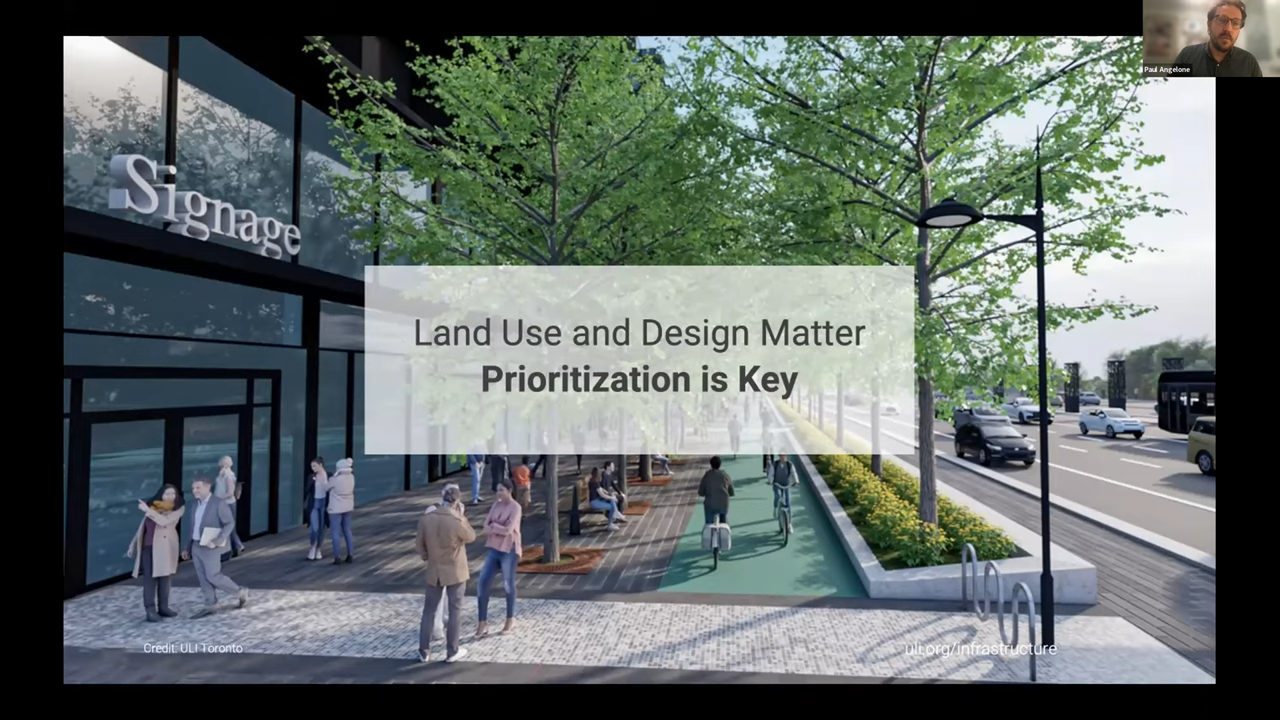 Paul Angelone
Signage
Land Use and Design Matter
Prioritization is Key
Credit: ULI Toronto
uli.org/infrastructure